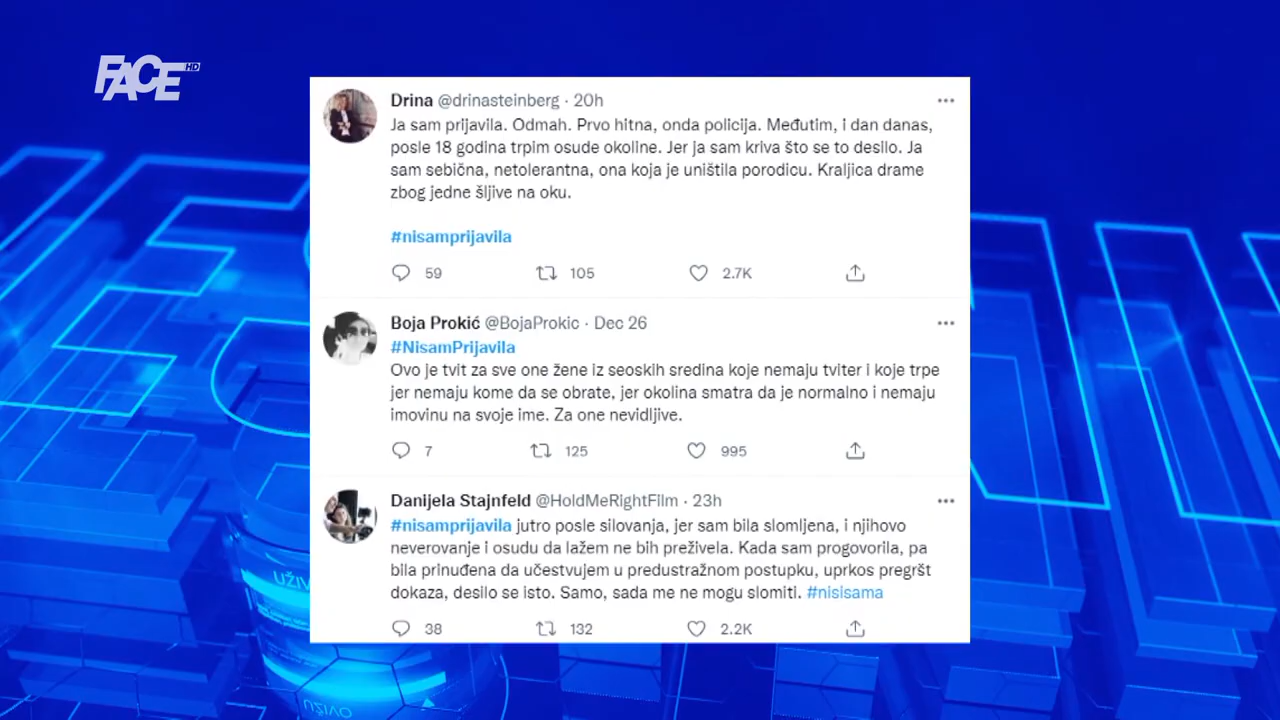 FACE HD
Drina @drinasteinberg · 20h
Ja sam prijavila. Odmah. Prvo hitna, onda policija. Međutim, i dan danas,
posle 18 godina trpim osude okoline. Jer ja sam kriva što se to desilo. Ja
sam sebična, netolerantna, ona koja je uništila porodicu. Kraljica drame
zbog jedne šljive na oku.
#nisamprijavila
59 105 2.7K
Boja Prokić @BojaProkic · Dec 26
#NisamPrijavila
Ovo je tvit za sve one žene iz seoskih sredina koje nemaju tviter i koje trpe
jer nemaju kome da se obrate, jer okolina smatra da je normalno i nemaju
imovinu na svoje ime. Za one nevidljive.
7 125 995
Danijela Stajnfeld @HoldMeRightFilm · 23h
#nisamprijavila jutro posle silovanja, jer sam bila slomljena, i njihovo
neverovanje i osudu da lažem ne bih preživela. Kada sam progovorila, pa
bila prinuđena da učestvujem u predustražnom postupku, uprkos pregršt
dokaza, desilo se isto. Samo, sada me ne mogu slomiti. #nisisama
38 132 2.2K
UŽIVO